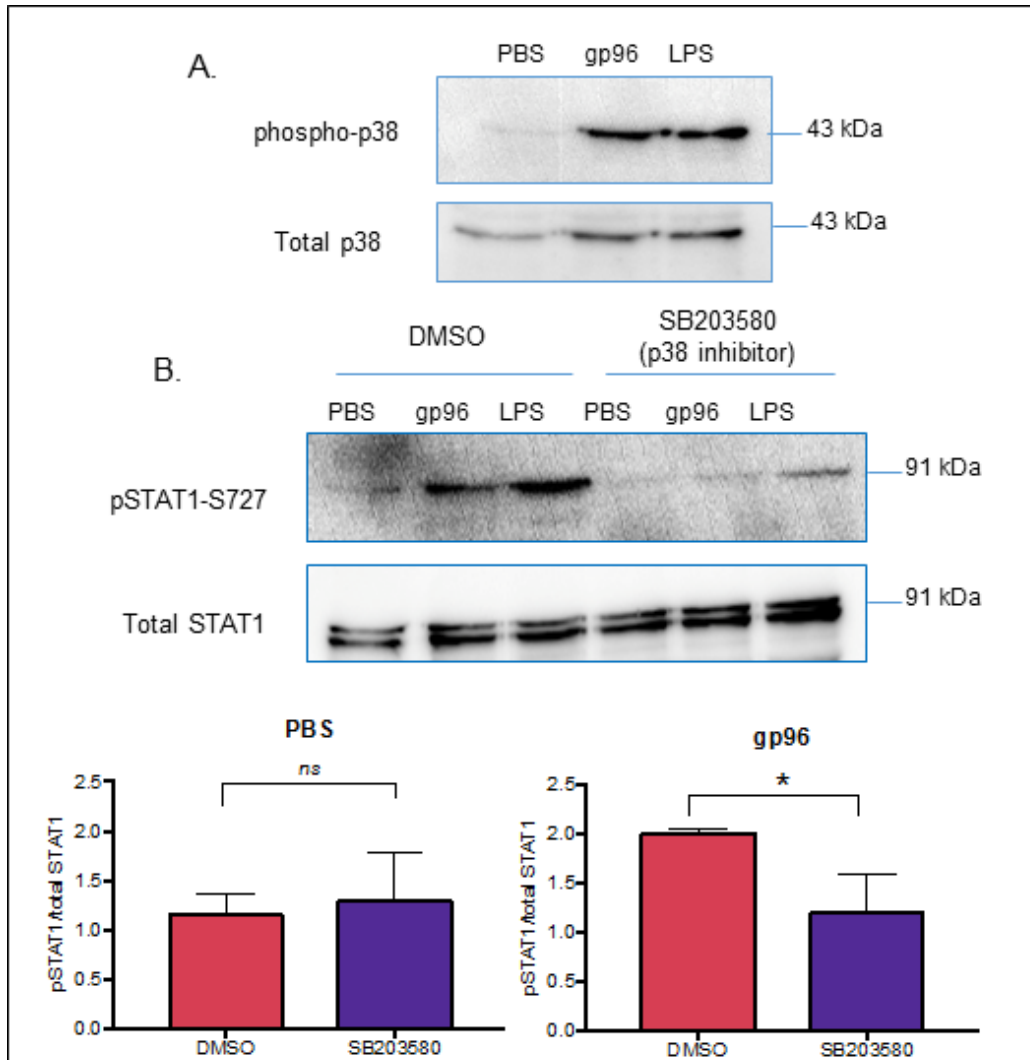 A.
PBS gp96 LPS
phospho-p38
43 kDa
Total p38
43 kDa
B.
DMSO
SB203580
(p38 inhibitor)
PBS gp96 LPS PBS gp96 LPS
pSTAT1-S727
91 kDa
Total STAT1
91 kDa
PBS
ns
pSTAT1/total STAT1
2.5
2.0
1.5
1.0
0.5
0.0
DMSO SB203580
gp96
*
pSTAT1/total STAT1
2.5
2.0
1.5
1.0
0.5
0.0
DMSO SB203580